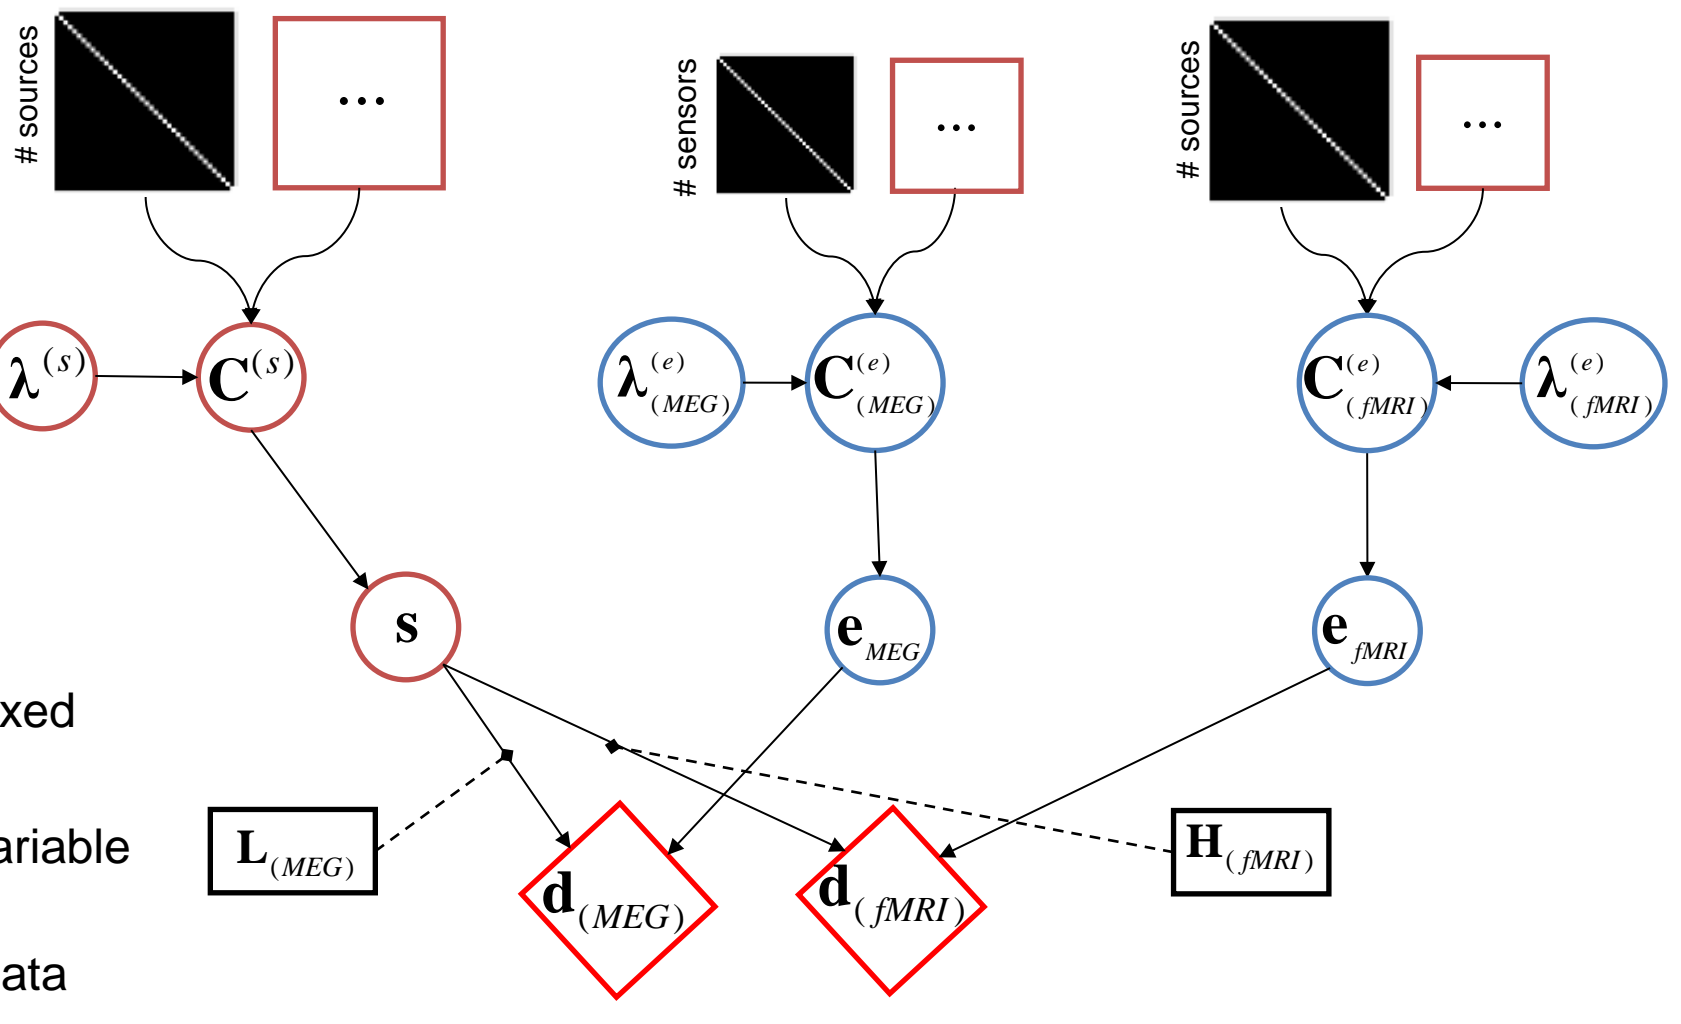 # sources
...
# sensors
...
# sources
...
λ(s)
C(s)
λ(e)(MEG)
C(e)(MEG)
C(e)(fMRI)
λ(e)(fMRI)
s
eMEG
efMRI
xed
L(MEG)
H(fMRI)
ariable
d(MEG)
d(fMRI)
ata